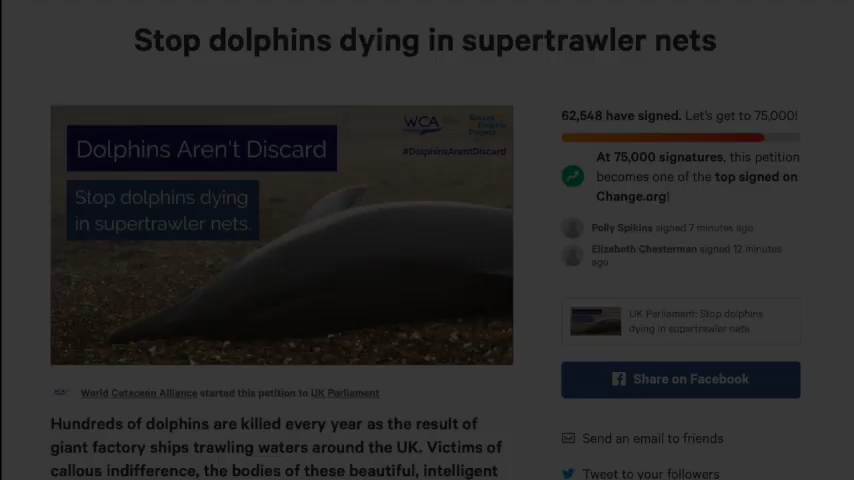 Stop dolphins dying in supertrawler nets
WCA
Sussex
Dolphin
Project
#DolphinsArentDiscard
Dolphins Aren't Discard
Stop dolphins dying
in supertrawler nets.
World Cetacean Alliance started this petition to UK Parliament
Hundreds of dolphins are killed every year as the result of
giant factory ships trawling waters around the UK. Victims of
callous indifference, the bodies of these beautiful, intelligent
62,548 have signed. Let's get to 75,000!
At 75,000 signatures, this petition
becomes one of the top signed on
Change.org!
Polly Spikins signed 7 minutes ago
Elizabeth Chesterman signed 12 minutes
ago
UK Parliament: Stop dolphins
dying in supertrawler nets
Share on Facebook
Send an email to friends
Tweet to your followers